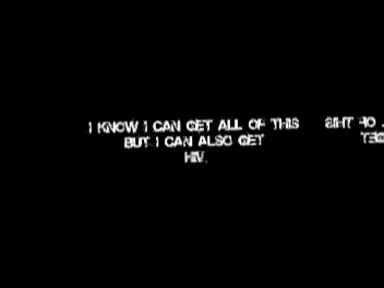 I KNOW I CAN GET ALL OF THIS
BUT I CAN ALSO GET
HIV.